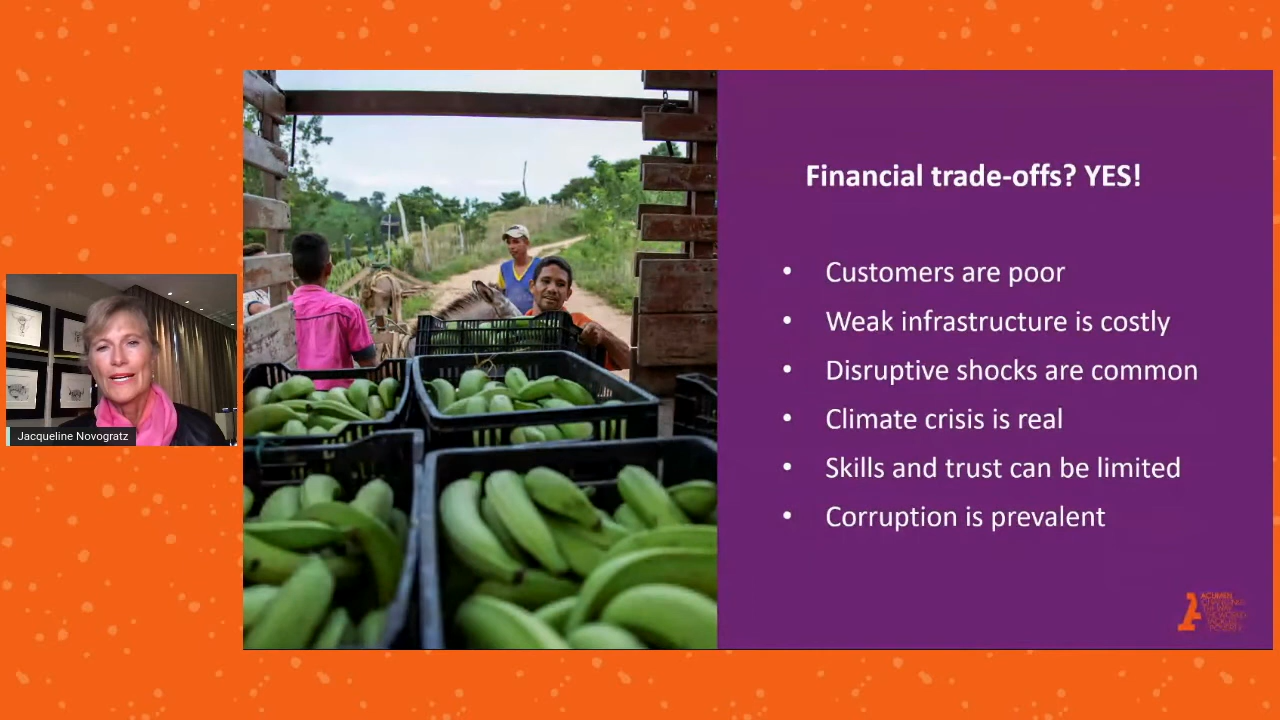 Financial trade-offs? YES!
• Customers are poor
• Weak infrastructure is costly
• Disruptive shocks are common
• Climate crisis is real
• Skills and trust can be limited
• Corruption is prevalent
Jacqueline Novogratz
ACUMEN